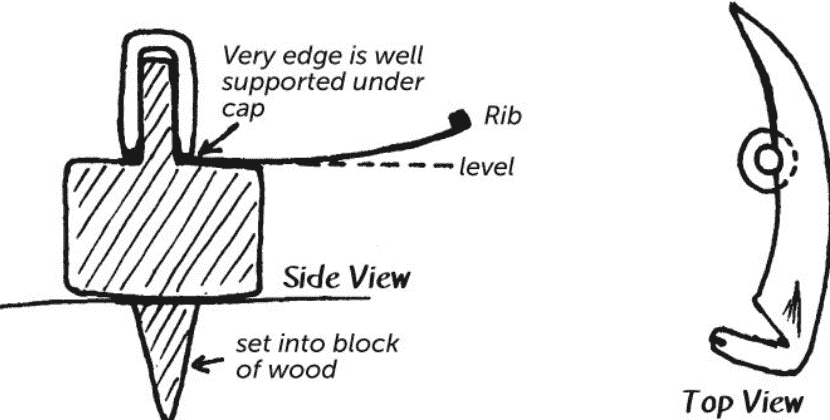 Very edge is well
supported under
cap
Rib
level
Side View
set into block
of wood
Top View